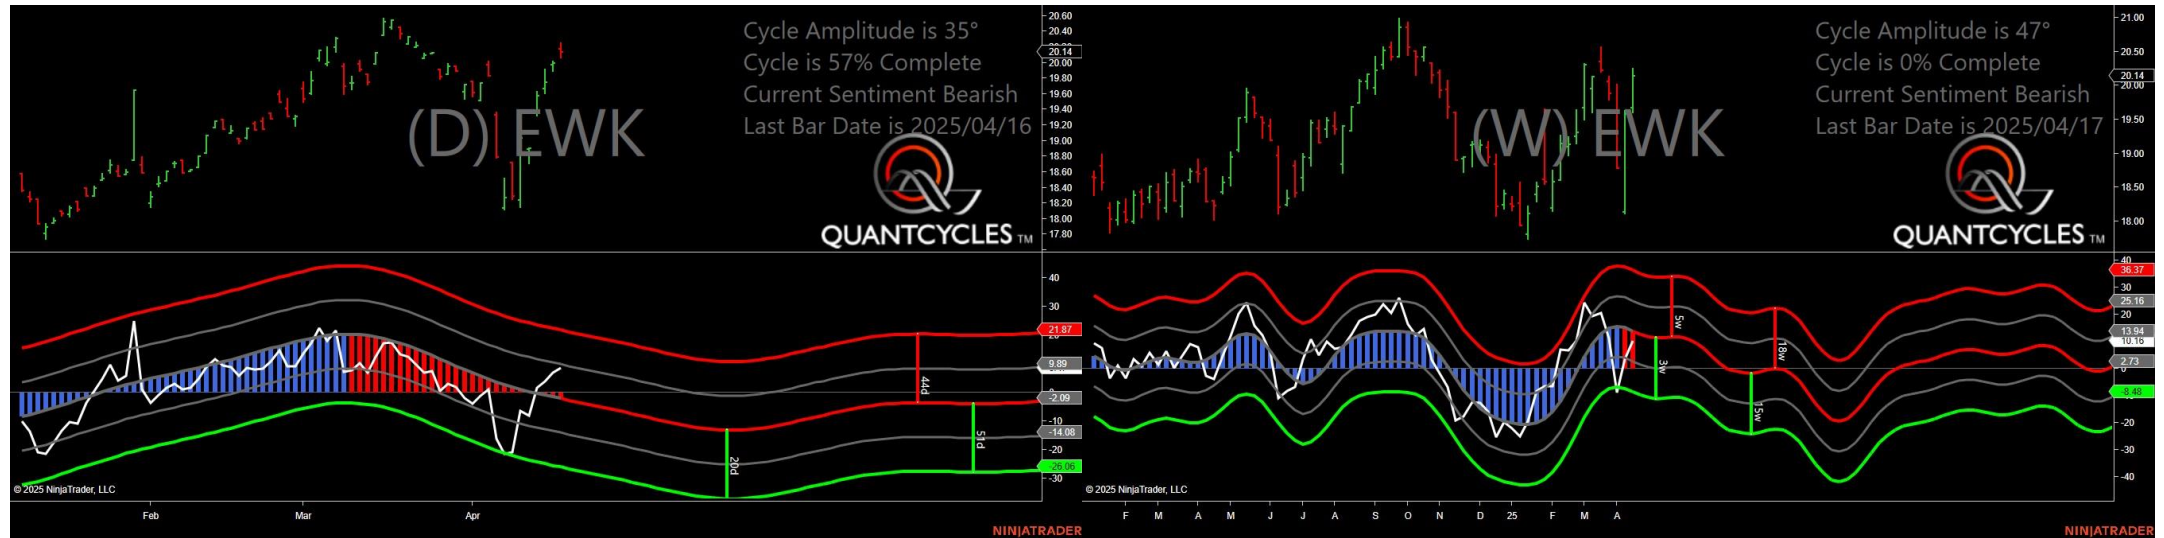 Cycle Amplitude is 35°
Cycle is 57% Complete
Current Sentiment Bearish
Last Bar Date is 2025/04/16
(D) EWK
QUANTCYCLES TM
20.60
20.40
20.14
20.00
19.80
19.60
19.40
19.20
19.00
18.80
18.60
18.40
18.20
18.00
17.80
40
30
21.87
9.89
-2.09
-10
-14.08
-20
-26.06
-30
44d
51d
20d
© 2025 NinjaTrader, LLC
Feb Mar Apr
NINJATRADER
Cycle Amplitude is 47°
Cycle is 0% Complete
Current Sentiment Bearish
Last Bar Date is 2025/04/17
(W) EWK
QUANTCYCLES TM
21.00
20.50
20.14
20.00
19.50
19.00
18.50
18.00
40
36.37
30
25.16
20
13.94
10.16
2.73
0
-8.48
-20
-30
-40
5w
3w
18w
15w
© 2025 NinjaTrader, LLC
F M A M J J A S O N D 25 F M A
NINJATRADER